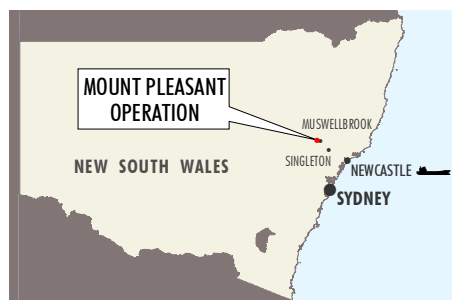 MOUNT PLEASANT
OPERATION
MUSWELLBROOK
SINGLETON
NEW SOUTH WALES
NEWCASTLE
SYDNEY